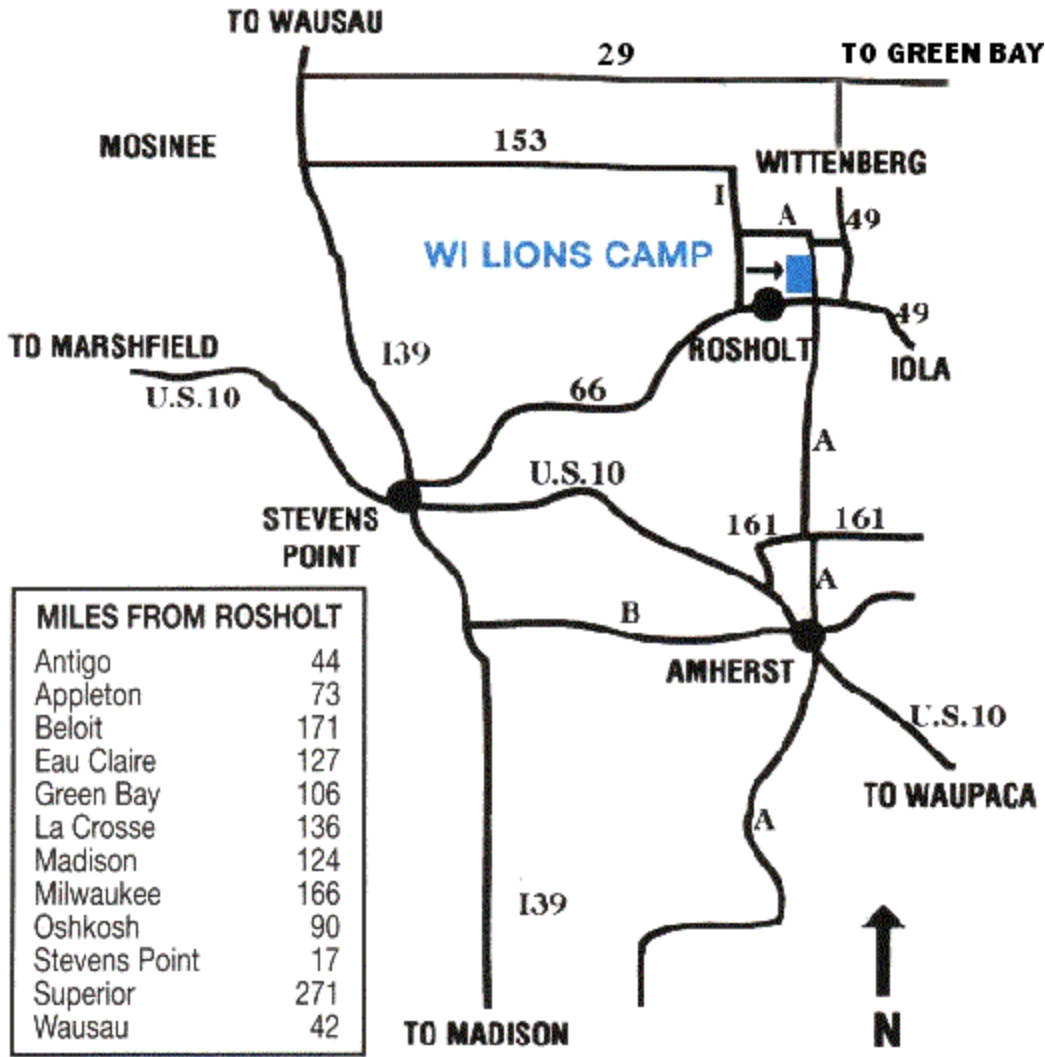 TO WAUSAU
29
TO GREEN BAY
MOSINEE
153
WITTENBERG
I
A
49
WI LIONS CAMP
49
TO MARSHFIELD
I39
ROSHOLT
IOLA
U.S.10
66
A
U.S.10
STEVENS
POINT
161
161
A
B
AMHERST
MILES FROM ROSHOLT
Antigo 44
Appleton 73
Beloit 171
Eau Claire 127
Green Bay 106
La Crosse 136
Madison 124
Milwaukee 166
Oshkosh 90
Stevens Point 17
Superior 271
Wausau 42
U.S.10
TO WAUPACA
A
I39
TO MADISON
N